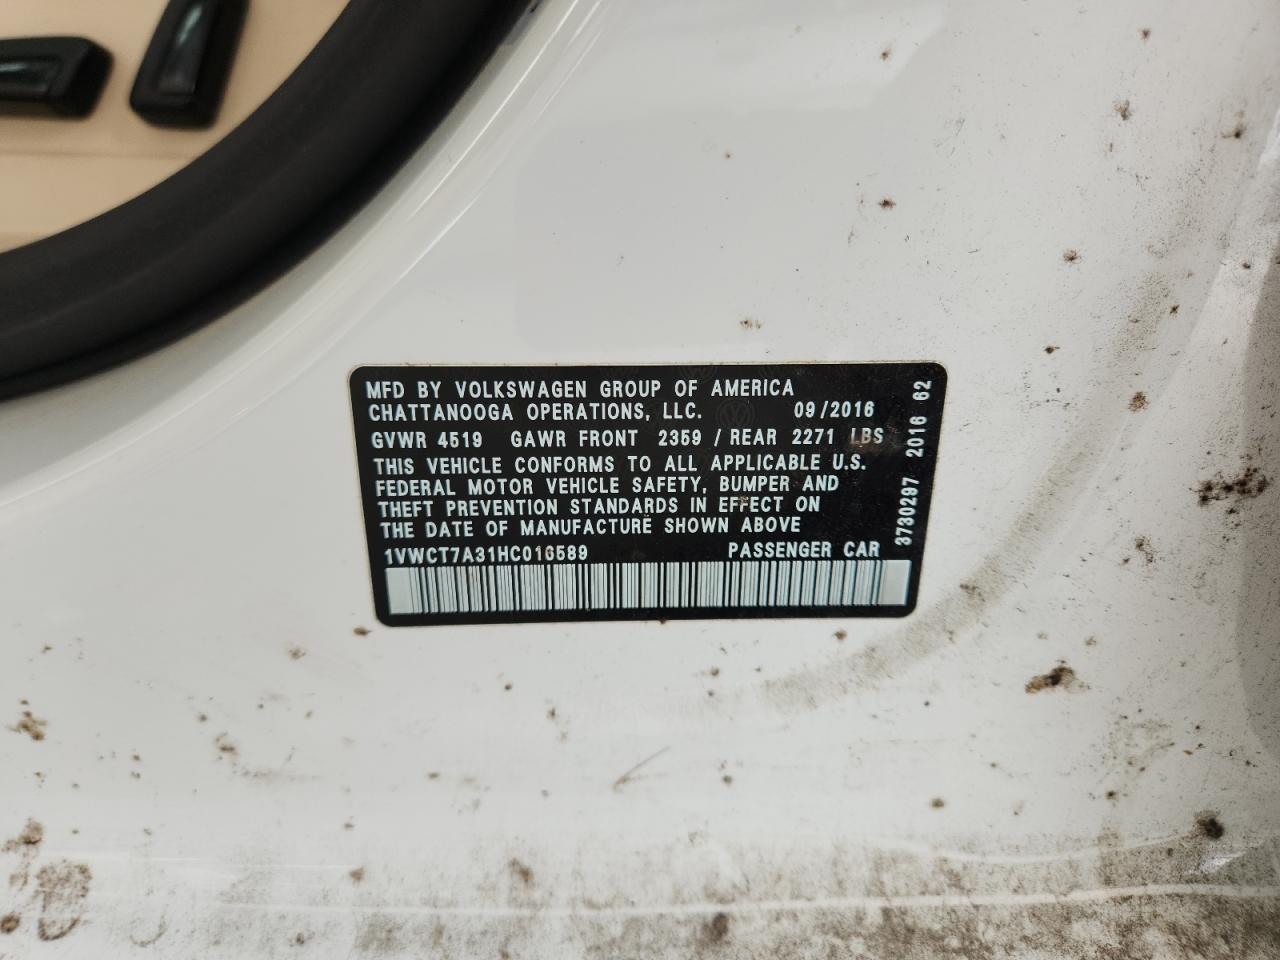 MFD BY VOLKSWAGEN GROUP OF AMERICA
CHATTANOOGA OPERATIONS, LLC. 09/2016
GVWR 4519 GAWR FRONT 2359 / REAR 2271 LBS
THIS VEHICLE CONFORMS TO ALL APPLICABLE U.S.
FEDERAL MOTOR VEHICLE SAFETY, BUMPER AND
THEFT PREVENTION STANDARDS IN EFFECT ON
THE DATE OF MANUFACTURE SHOWN ABOVE
1VWCT7A31HC016589 PASSENGER CAR
3730297 2016 62